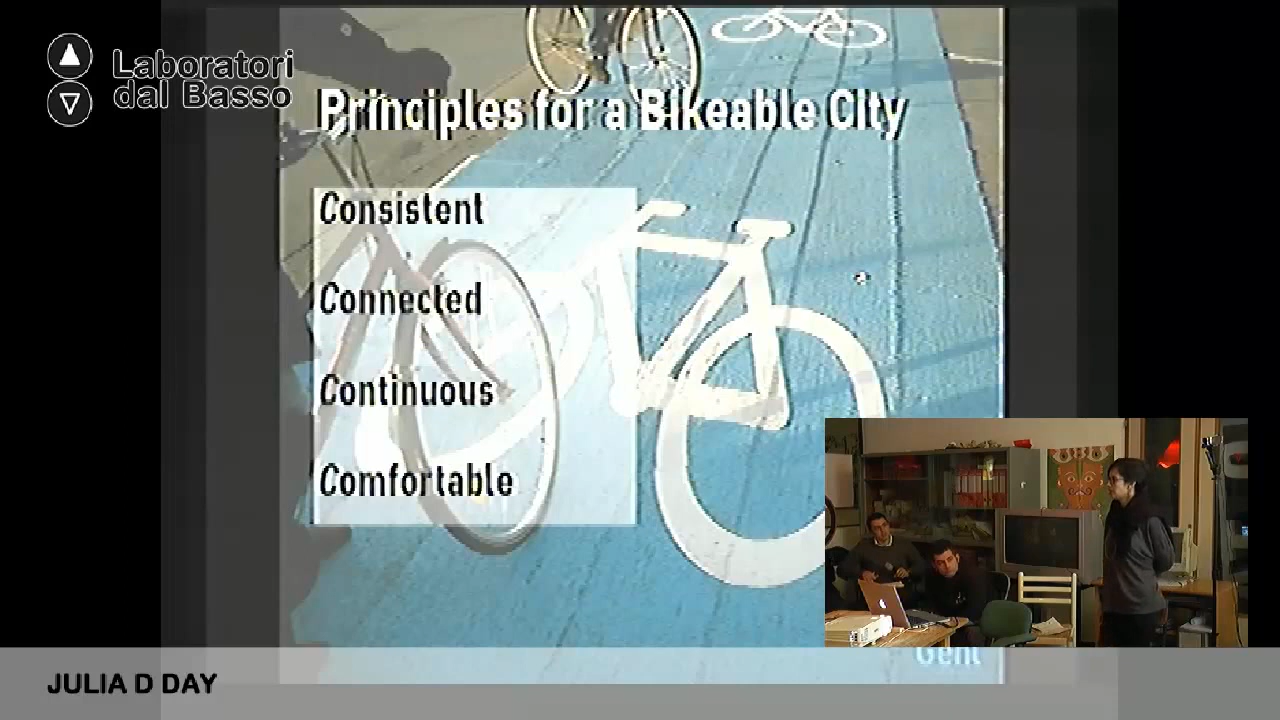 Laboratori
dal Basso
Principles for a Bikeable City
Consistent
Connected
Continuous
Comfortable
Gent
JULIA D DAY